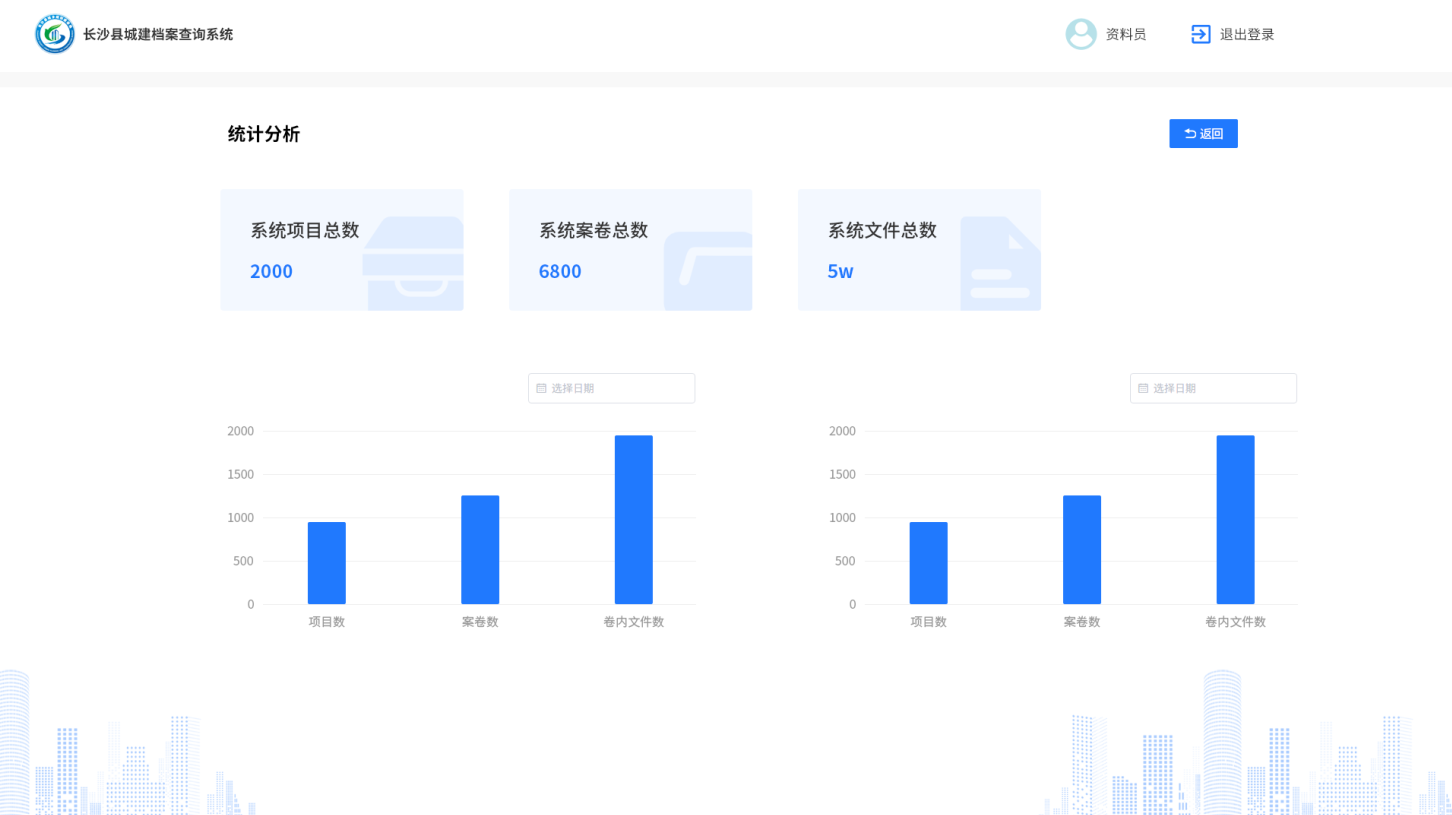 长沙县城建档案查询系统
资料员
退出登录
统计分析
返回
系统项目总数
2000
系统案卷总数
6800
系统文件总数
5w
选择日期
2000
1500
1000
500
0
项目数
案卷数
卷内文件数
选择日期
2000
1500
1000
500
0
项目数
案卷数
卷内文件数